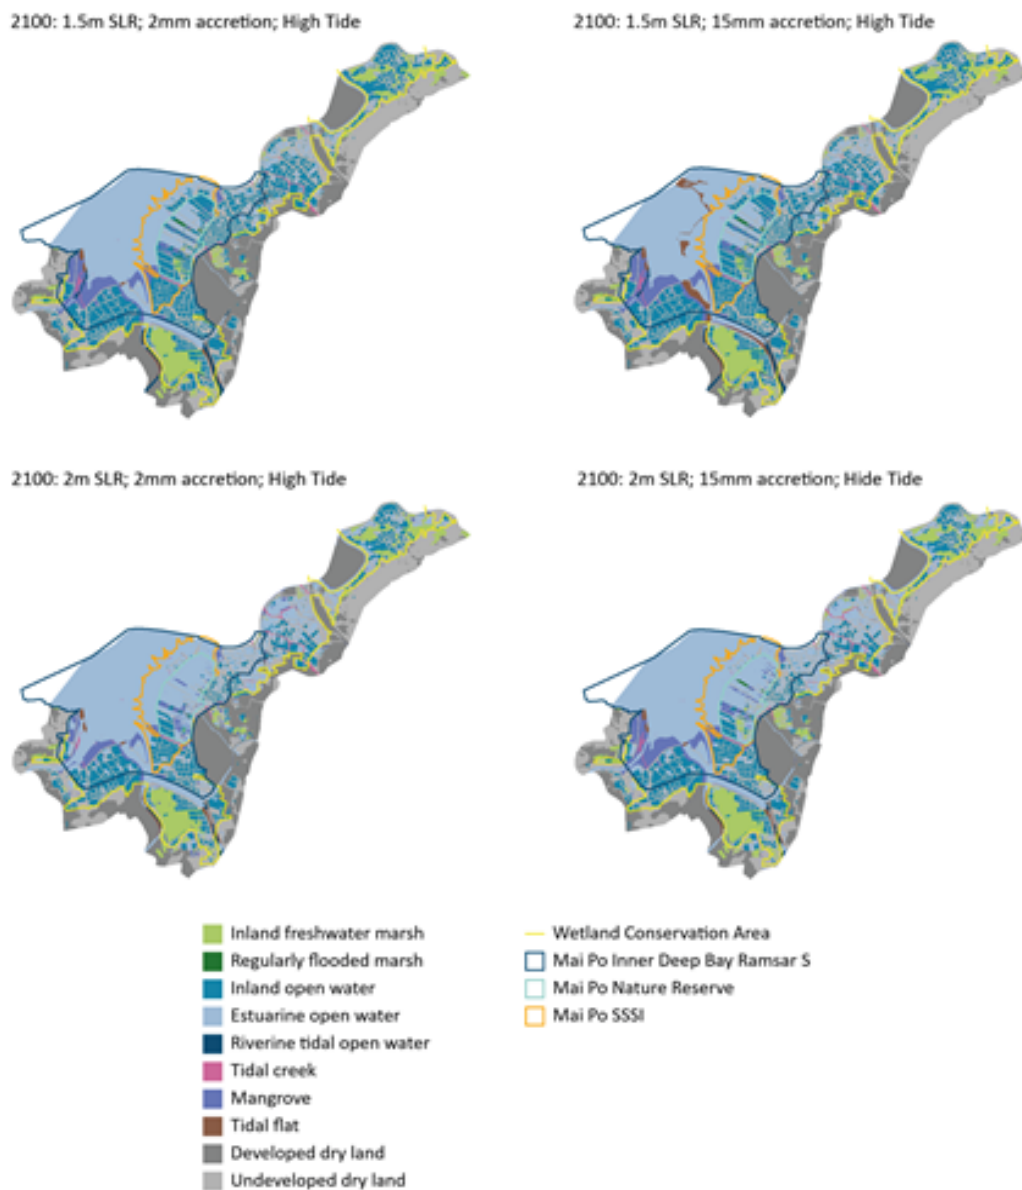 2100: 1.5m SLR; 2mm accretion; High Tide
2100: 1.5m SLR; 15mm accretion; High Tide
2100: 2m SLR; 2mm accretion; High Tide
2100: 2m SLR; 15mm accretion; Hide Tide
Inland freshwater marsh
Regularly flooded marsh
Inland open water
Estuarine open water
Riverine tidal open water
Tidal creek
Mangrove
Tidal flat
Developed dry land
Undeveloped dry land
Wetland Conservation Area
Mai Po Inner Deep Bay Ramsar S
Mai Po Nature Reserve
Mai Po SSSI